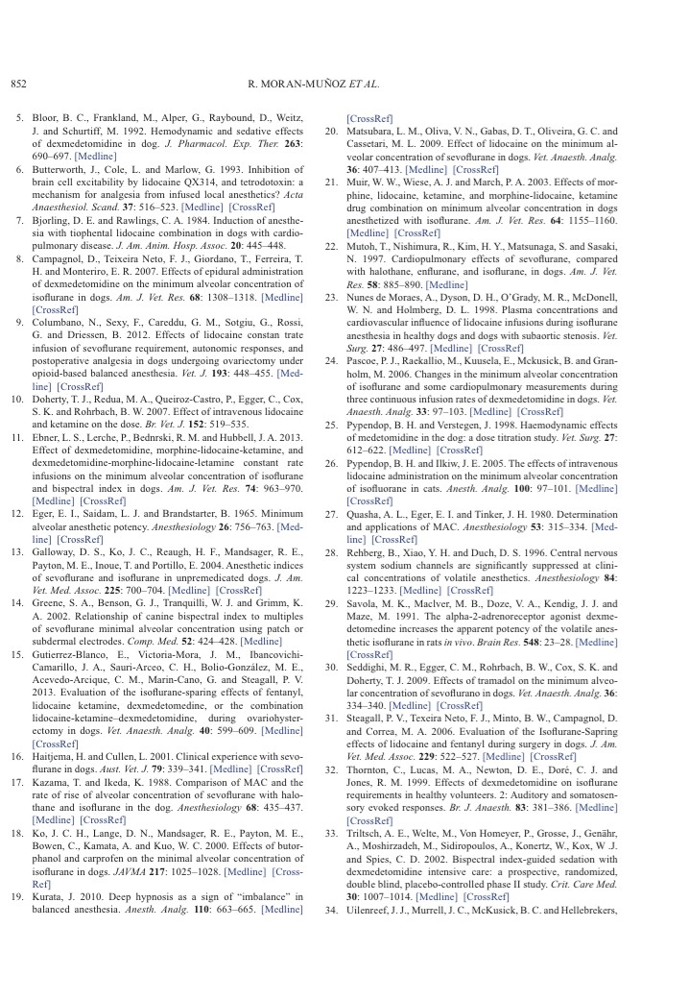 852
R. MORAN-MUÑOZ ET AL.
5. Bloor, B. C., Frankland, M., Alper, G., Raybound, D., Weitz,
J. and Schurtiff, M. 1992. Hemodynamic and sedative effects
of dexmedetomidine in dog. J. Pharmacol. Exp. Ther. 263:
690–697. [Medline]
6. Butterworth, J., Cole, L. and Marlow, G. 1993. Inhibition of
brain cell excitability by lidocaine QX314, and tetrodotoxin: a
mechanism for analgesia from infused local anesthetics? Acta
Anaesthesiol. Scand. 37: 516–523. [Medline] [CrossRef]
7. Bjorling, D. E. and Rawlings, C. A. 1984. Induction of anesthe-
sia with tiophental lidocaine combination in dogs with cardio-
pulmonary disease. J. Am. Anim. Hosp. Assoc. 20: 445–448.
8. Campagnol, D., Teixeira Neto, F. J., Giordano, T., Ferreira, T.
H. and Monteriro, E. R. 2007. Effects of epidural administration
of dexmedetomidine on the minimum alveolar concentration of
isoflurane in dogs. Am. J. Vet. Res. 68: 1308–1318. [Medline]
[CrossRef]
9. Columbano, N., Sexy, F., Careddu, G. M., Sotgiu, G., Rossi,
G. and Driessen, B. 2012. Effects of lidocaine constan trate
infusion of sevoflurane requirement, autonomic responses, and
postoperative analgesia in dogs undergoing ovariectomy under
opioid-based balanced anesthesia. Vet. J. 193: 448–455. [Med-
line] [CrossRef]
10. Doherty, T. J., Redua, M. A., Queiroz-Castro, P., Egger, C., Cox,
S. K. and Rohrbach, B. W. 2007. Effect of intravenous lidocaine
and ketamine on the dose. Br. Vet. J. 152: 519–535.
11. Ebner, L. S., Lerche, P., Bednrski, R. M. and Hubbell, J. A. 2013.
Effect of dexmedetomidine, morphine-lidocaine-ketamine, and
dexmedetomidine-morphine-lidocaine-letamine constant rate
infusions on the minimum alveolar concentration of isoflurane
and bispectral index in dogs. Am. J. Vet. Res. 74: 963–970.
[Medline] [CrossRef]
12. Eger, E. I., Saidam, L. J. and Brandstarter, B. 1965. Minimum
alveolar anesthetic potency. Anesthesiology 26: 756–763. [Med-
line] [CrossRef]
13. Galloway, D. S., Ko, J. C., Reaugh, H. F., Mandsager, R. E.,
Payton, M. E., Inoue, T. and Portillo, E. 2004. Anesthetic indices
of sevoflurane and isoflurane in unpremedicated dogs. J. Am.
Vet. Med. Assoc. 225: 700–704. [Medline] [CrossRef]
14. Greene, S. A., Benson, G. J., Tranquilli, W. J. and Grimm, K.
A. 2002. Relationship of canine bispectral index to multiples
of sevoflurane minimal alveolar concentration using patch or
subdermal electrodes. Comp. Med. 52: 424–428. [Medline]
15. Gutierrez-Blanco, E., Victoria-Mora, J. M., Ibancovichi-
Camarillo, J. A., Sauri-Arceo, C. H., Bolio-González, M. E.,
Acevedo-Arcique, C. M., Marin-Cano, G. and Steagall, P. V.
2013. Evaluation of the isoflurane-sparing effects of fentanyl,
lidocaine ketamine, dexmedetomedine, or the combination
lidocaine-ketamine–dexmedetomidine, during ovariohyster-
ectomy in dogs. Vet. Anaesth. Analg. 40: 599–609. [Medline]
[CrossRef]
16. Haitjema, H. and Cullen, L. 2001. Clinical experience with sevo-
flurane in dogs. Aust. Vet. J. 79: 339–341. [Medline] [CrossRef]
17. Kazama, T. and Ikeda, K. 1988. Comparison of MAC and the
rate of rise of alveolar concentration of sevoflurane with halo-
thane and isoflurane in the dog. Anesthesiology 68: 435–437.
[Medline] [CrossRef]
18. Ko, J. C. H., Lange, D. N., Mandsager, R. E., Payton, M. E.,
Bowen, C., Kamata, A. and Kuo, W. C. 2000. Effects of butor-
phanol and carprofen on the minimal alveolar concentration of
isoflurane in dogs. JAVMA 217: 1025–1028. [Medline] [Cross-
Ref]
19. Kurata, J. 2010. Deep hypnosis as a sign of “imbalance” in
balanced anesthesia. Anesth. Analg. 110: 663–665. [Medline]
[CrossRef]
20. Matsubara, L. M., Oliva, V. N., Gabas, D. T., Oliveira, G. C. and
Cassetari, M. L. 2009. Effect of lidocaine on the minimum al-
veolar concentration of sevoflurane in dogs. Vet. Anaesth. Analg.
36: 407–413. [Medline] [CrossRef]
21. Muir, W. W., Wiese, A. J. and March, P. A. 2003. Effects of mor-
phine, lidocaine, ketamine, and morphine-lidocaine, ketamine
drug combination on minimum alveolar concentration in dogs
anesthetized with isoflurane. Am. J. Vet. Res. 64: 1155–1160.
[Medline] [CrossRef]
22. Mutoh, T., Nishimura, R., Kim, H. Y., Matsunaga, S. and Sasaki,
N. 1997. Cardiopulmonary effects of sevoflurane, compared
with halothane, enflurane, and isoflurane, in dogs. Am. J. Vet.
Res. 58: 885–890. [Medline]
23. Nunes de Moraes, A., Dyson, D. H., O’Grady, M. R., McDonell,
W. N. and Holmberg, D. L. 1998. Plasma concentrations and
cardiovascular influence of lidocaine infusions during isoflurane
anesthesia in healthy dogs and dogs with subaortic stenosis. Vet.
Surg. 27: 486–497. [Medline] [CrossRef]
24. Pascoe, P. J., Raekallio, M., Kuusela, E., Mckusick, B. and Gran-
holm, M. 2006. Changes in the minimum alveolar concentration
of isoflurane and some cardiopulmonary measurements during
three continuous infusion rates of dexmedetomidine in dogs. Vet.
Anaesth. Analg. 33: 97–103. [Medline] [CrossRef]
25. Pypendop, B. H. and Verstegen, J. 1998. Haemodynamic effects
of medetomidine in the dog: a dose titration study. Vet. Surg. 27:
612–622. [Medline] [CrossRef]
26. Pypendop, B. H. and Ilkiw, J. E. 2005. The effects of intravenous
lidocaine administration on the minimum alveolar concentration
of isofluorane in cats. Anesth. Analg. 100: 97–101. [Medline]
[CrossRef]
27. Quasha, A. L., Eger, E. I. and Tinker, J. H. 1980. Determination
and applications of MAC. Anesthesiology 53: 315–334. [Med-
line] [CrossRef]
28. Rehberg, B., Xiao, Y. H. and Duch, D. S. 1996. Central nervous
system sodium channels are significantly suppressed at clini-
cal concentrations of volatile anesthetics. Anesthesiology 84:
1223–1233. [Medline] [CrossRef]
29. Savola, M. K., MacIver, M. B., Doze, V. A., Kendig, J. J. and
Maze, M. 1991. The alpha-2-adrenoreceptor agonist dexme-
detomedine increases the apparent potency of the volatile anes-
thetic isoflurane in rats in vivo. Brain Res. 548: 23–28. [Medline]
[CrossRef]
30. Seddighi, M. R., Egger, C. M., Rohrbach, B. W., Cox, S. K. and
Doherty, T. J. 2009. Effects of tramadol on the minimum alveo-
lar concentration of sevoflurano in dogs. Vet. Anaesth. Analg. 36:
334–340. [Medline] [CrossRef]
31. Steagall, P. V., Texeira Neto, F. J., Minto, B. W., Campagnol, D.
and Correa, M. A. 2006. Evaluation of the Isoflurane-Sapring
effects of lidocaine and fentanyl during surgery in dogs. J. Am.
Vet. Med. Assoc. 229: 522–527. [Medline] [CrossRef]
32. Thornton, C., Lucas, M. A., Newton, D. E., Doré, C. J. and
Jones, R. M. 1999. Effects of dexmedetomidine on isoflurane
requirements in healthy volunteers. 2: Auditory and somatosen-
sory evoked responses. Br. J. Anaesth. 83: 381–386. [Medline]
[CrossRef]
33. Triltsch, A. E., Welte, M., Von Homeyer, P., Grosse, J., Genähr,
A., Moshirzadeh, M., Sidiropoulos, A., Konertz, W., Kox, W .J.
and Spies, C. D. 2002. Bispectral index-guided sedation with
dexmedetomidine intensive care: a prospective, randomized,
double blind, placebo-controlled phase II study. Crit. Care Med.
30: 1007–1014. [Medline] [CrossRef]
34. Uilenreef, J. J., Murrell, J. C., McKusick, B. C. and Hellebrekers,